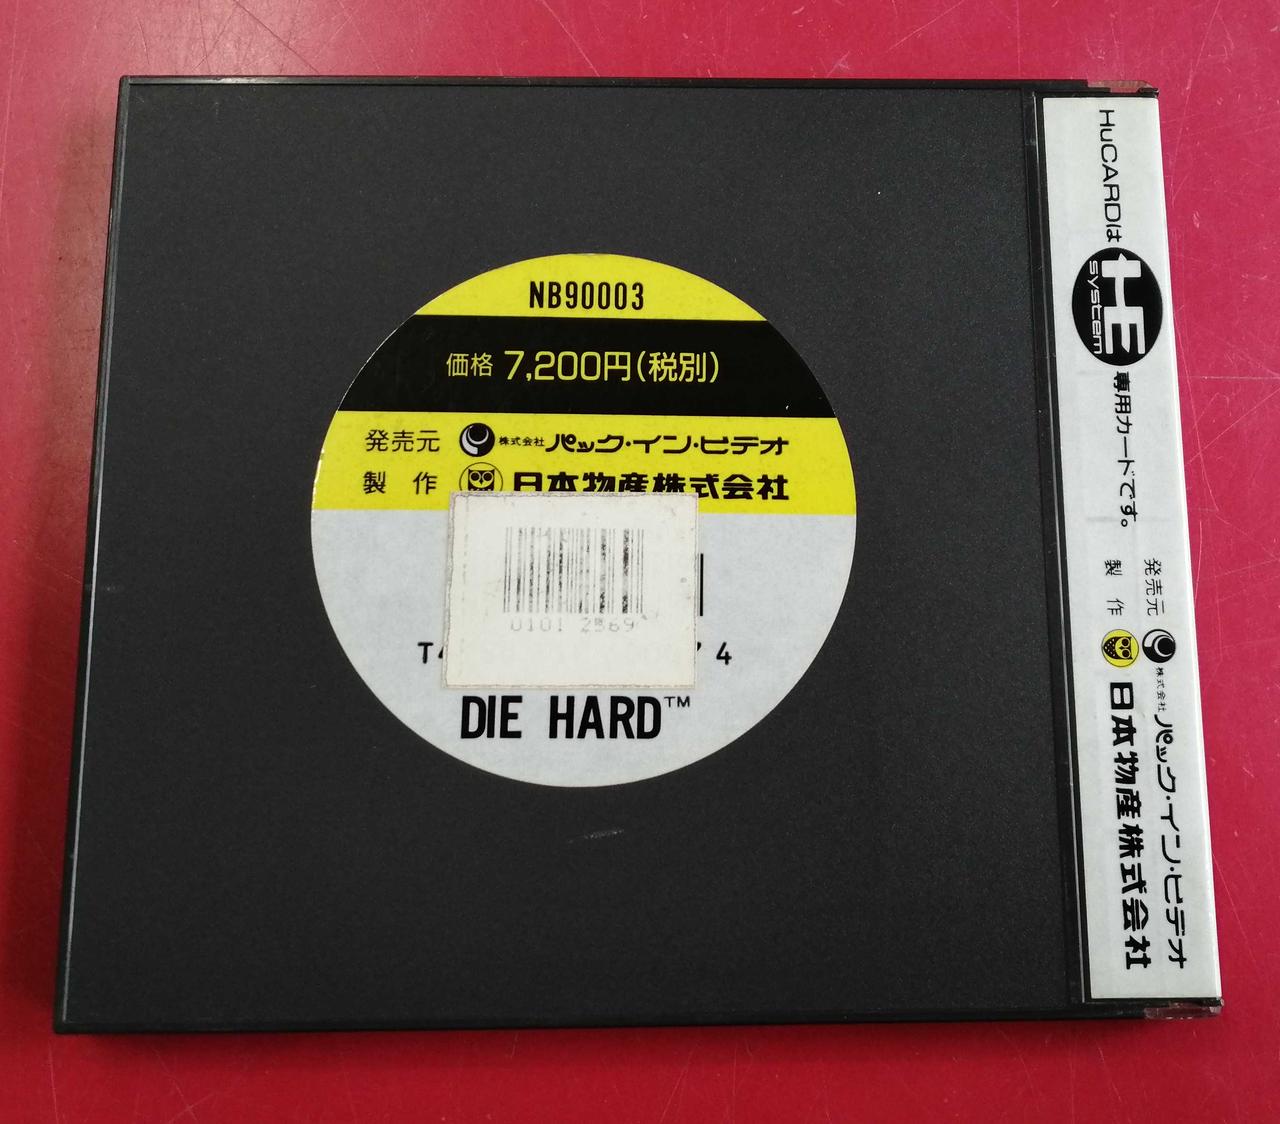 NB90003
価格 7,200円(税別)
発売元 株式会社パック・イン・ビデオ
製 作 日本物産株式会社
0101
T4 74
DIE HARD™
HuCARDは HE system 専用カードです。
発売元 株式会社パック・イン・ビデオ
製 作 日本物産株式会社